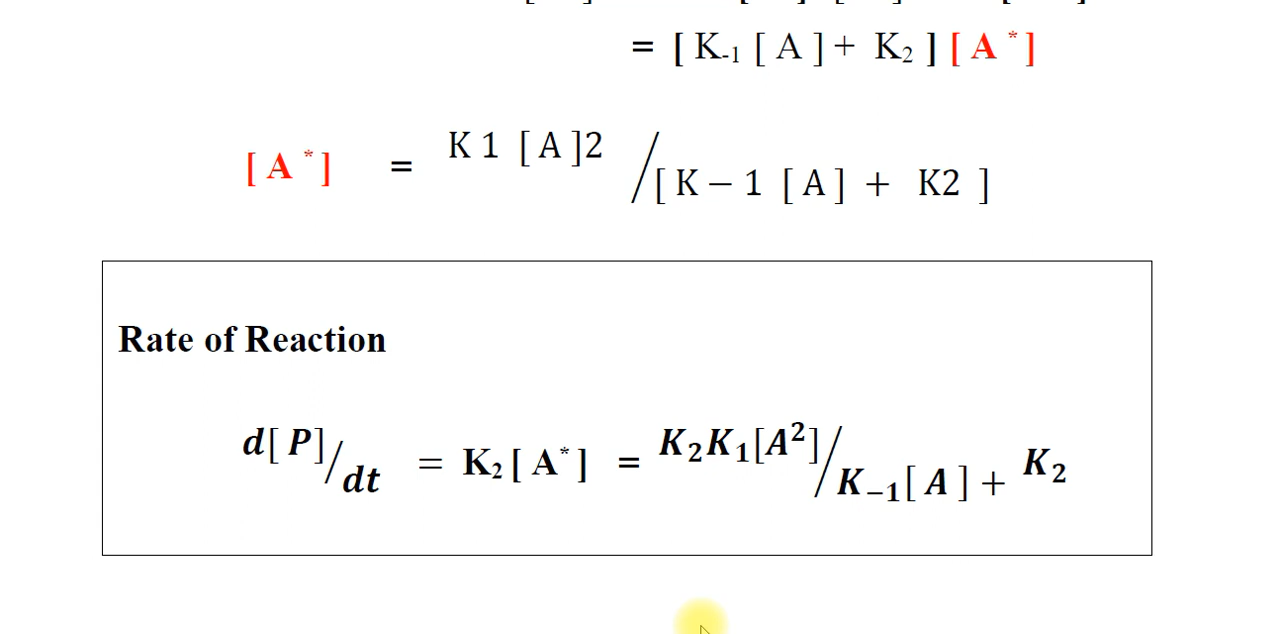 = [ K-1 [ A ] + K2 ] [ A * ]
[ A * ] = K 1 [ A ]2 / [ K – 1 [ A ] + K2 ]
Rate of Reaction
d[ P] / dt = K₂ [ A* ] = K₂K₁[A²] / K₋₁[ A ] + K₂